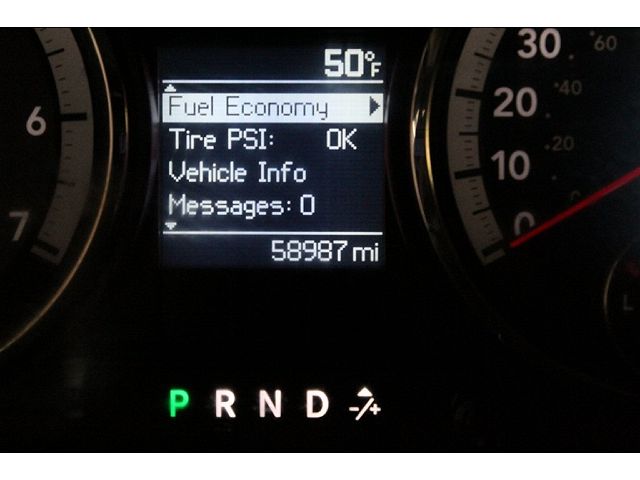 50°F
Fuel Economy
Tire PSI: OK
Vehicle Info
Messages: 0
58987 mi
6
7
30
60
20
40
10
20
0
0
L
P R N D -/+